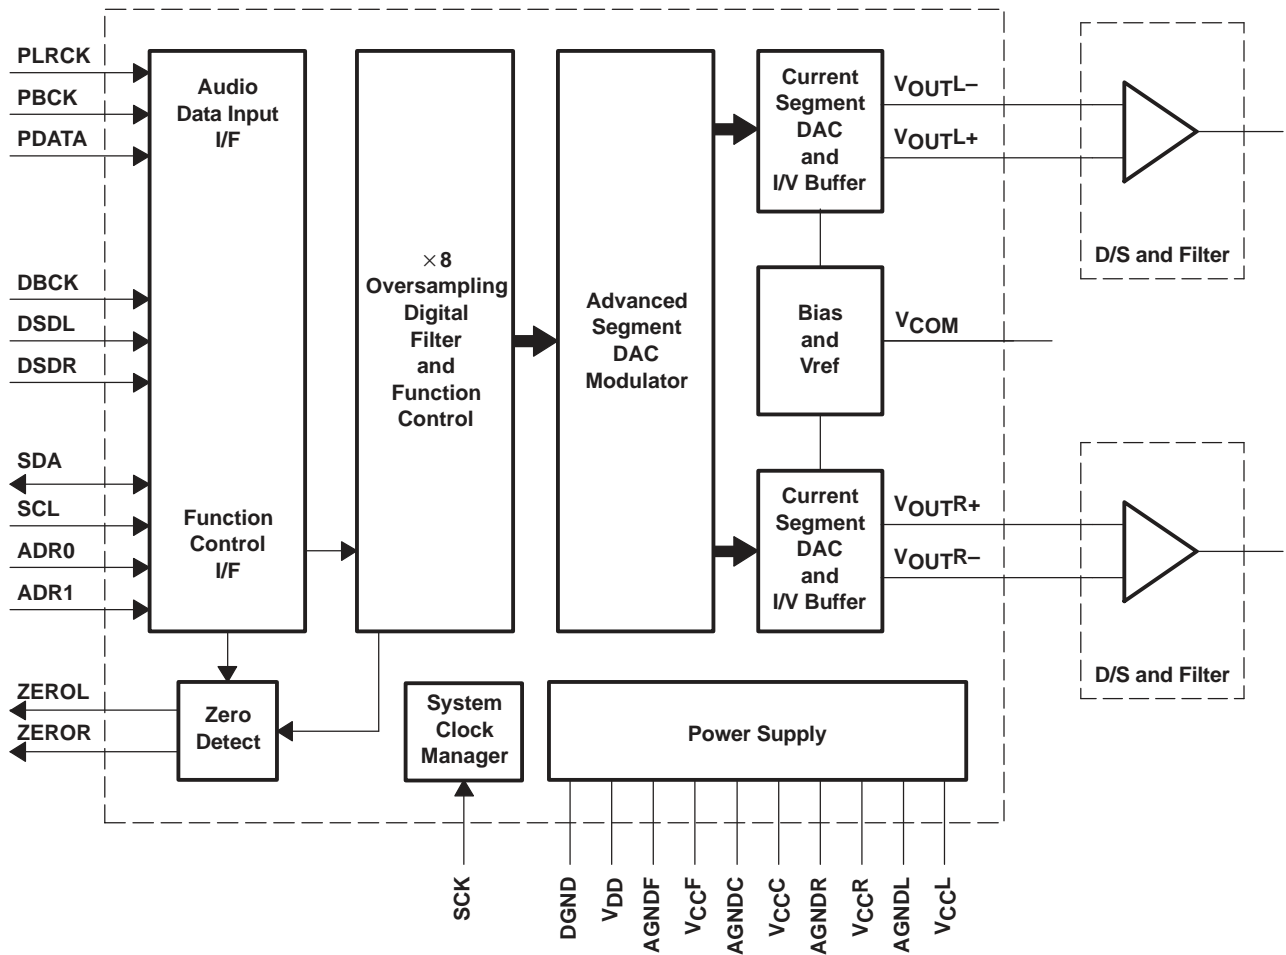 PLRCK
PBCK
PDATA
DBCK
DSDL
DSDR
SDA
SCL
ADR0
ADR1
ZEROL
ZEROR
Audio
Data Input
I/F
Function
Control
I/F
×8
Oversampling
Digital
Filter
and
Function
Control
Advanced
Segment
DAC
Modulator
Current
Segment
DAC
and
I/V Buffer
VOUTL–
VOUTL+
D/S and Filter
Bias
and
Vref
VCOM
Current
Segment
DAC
and
I/V Buffer
VOUTR+
VOUTR–
D/S and Filter
Zero
Detect
System
Clock
Manager
Power Supply
SCK
DGND
VDD
AGNDF
VCCF
AGNDC
VCCC
AGNDR
VCCR
AGNDL
VCCL